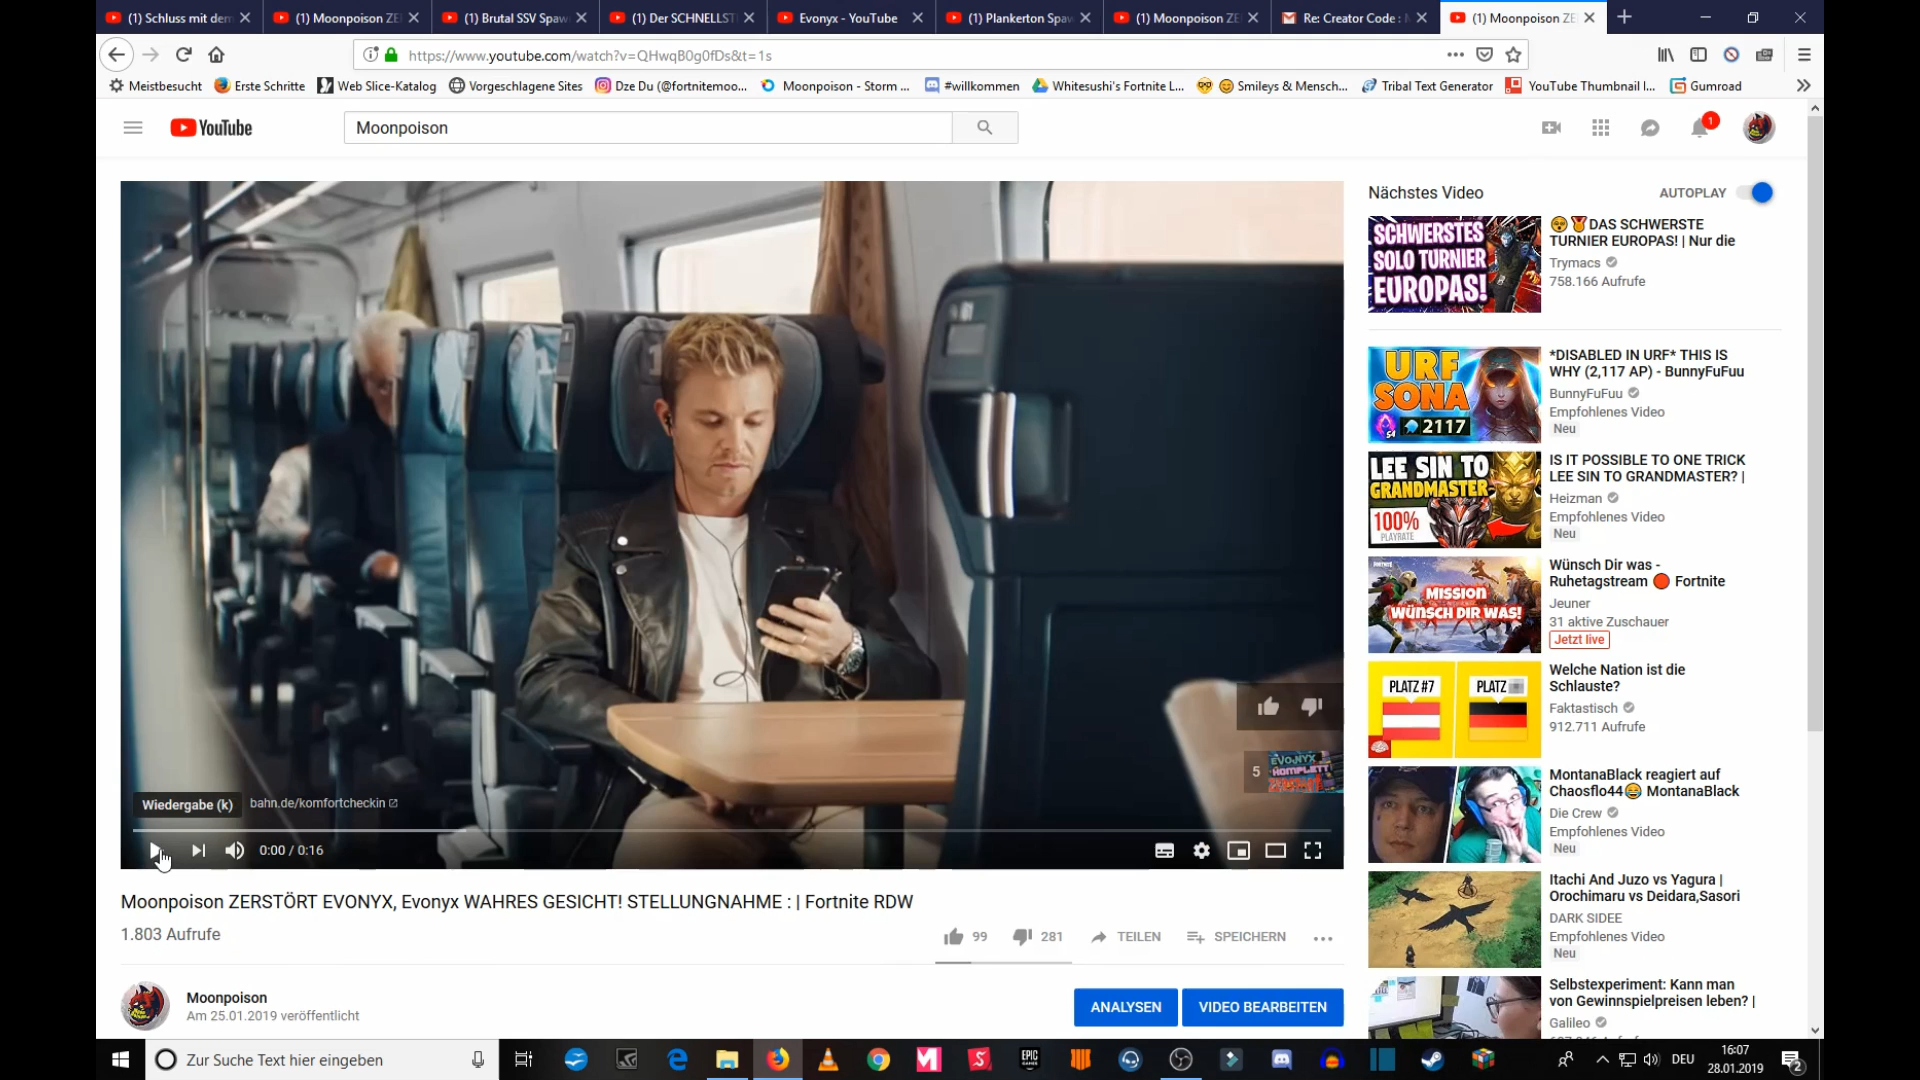 (1) Schluss mit dem
(1) Moonpoison ZE
(1) Brutal SSV Spaw
(1) Der SCHNELLST
Evonyx - YouTube
(1) Plankerton Spaw
(1) Moonpoison ZE
Re: Creator Code :
(1) Moonpoison ZE
https://www.youtube.com/watch?v=QHwqB0g0fDs&t=1s
Meistbesucht
Erste Schritte
Web Slice-Katalog
Vorgeschlagene Sites
Dze Du (@fortnitemoo...
Moonpoison - Storm ...
#willkommen
Whitesushi's Fortnite L...
Smileys & Mensch...
Tribal Text Generator
YouTube Thumbnail I...
Gumroad
YouTube
Moonpoison
1
Nächstes Video
AUTOPLAY
SCHWERSTES
SOLO TURNIER
EUROPAS!
😵🏅DAS SCHWERSTE
TURNIER EUROPAS! | Nur die
Trymacs
758.166 Aufrufe
URF
SONA
54
2117
*DISABLED IN URF* THIS IS
WHY (2,117 AP) - BunnyFuFuu
BunnyFuFuu
Empfohlenes Video
Neu
LEE SIN TO
GRANDMASTER?
100%
PLAYRATE
IS IT POSSIBLE TO ONE TRICK
LEE SIN TO GRANDMASTER? |
Heizman
Empfohlenes Video
Neu
MISSION
WÜNSCH DIR WAS!
Wünsch Dir was -
Ruhetagstream 🔴 Fortnite
Jeuner
31 aktive Zuschauer
Jetzt live
PLATZ #7
PLATZ
Welche Nation ist die
Schlauste?
Faktastisch
912.711 Aufrufe
MontanaBlack reagiert auf
Chaosflo44😂 MontanaBlack
Die Crew
Empfohlenes Video
Neu
Itachi And Juzo vs Yagura |
Orochimaru vs Deidara,Sasori
DARK SIDEE
Empfohlenes Video
Neu
Selbstexperiment: Kann man
von Gewinnspielpreisen leben? |
Galileo
5
EVONYX
KOMPLETT
Wiedergabe (k)
bahn.de/komfortcheckin
0:00 / 0:16
Moonpoison ZERSTÖRT EVONYX, Evonyx WAHRES GESICHT! STELLUNGNAHME : | Fortnite RDW
1.803 Aufrufe
99
281
TEILEN
SPEICHERN
Moonpoison
Am 25.01.2019 veröffentlicht
ANALYSEN
VIDEO BEARBEITEN
Zur Suche Text hier eingeben
EPIC
GAMES
DEU
16:07
28.01.2019
2